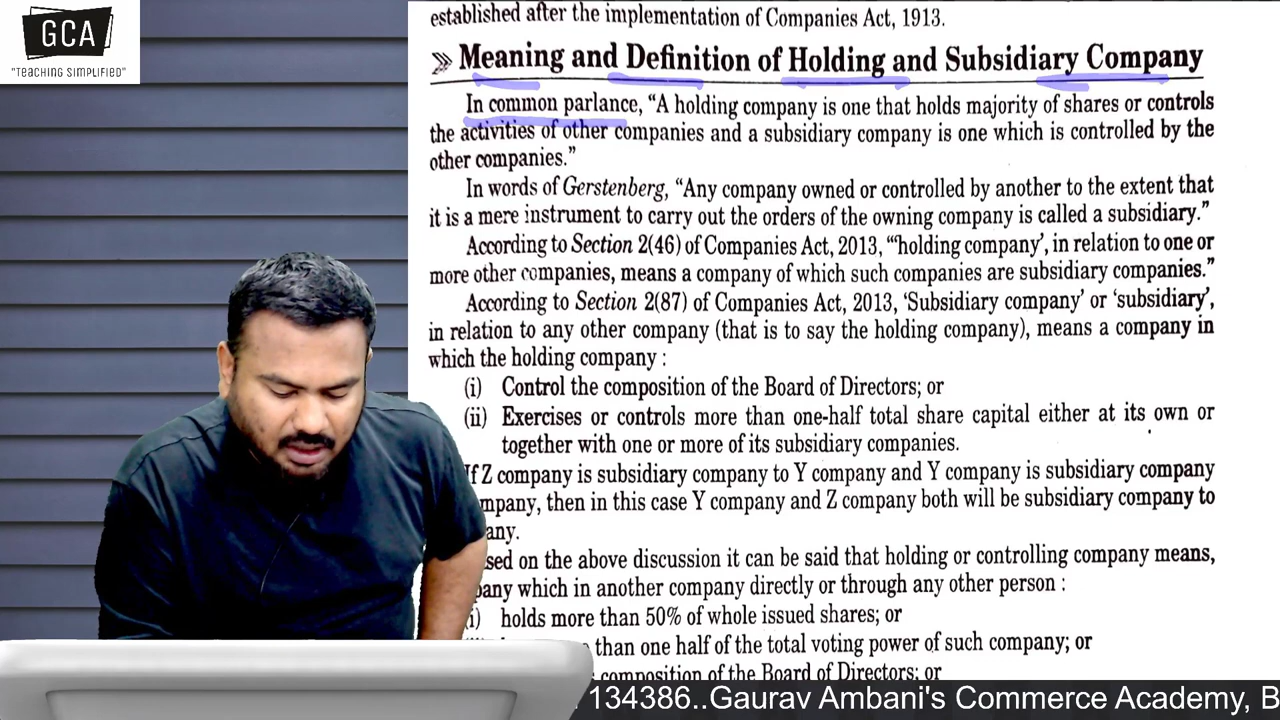 GCA
"TEACHING SIMPLIFIED"
established after the implementation of Companies Act, 1913.
Meaning and Definition of Holding and Subsidiary Company
In common parlance, “A holding company is one that holds majority of shares or controls
the activities of other companies and a subsidiary company is one which is controlled by the
other companies.”
In words of Gerstenberg, “Any company owned or controlled by another to the extent that
it is a mere instrument to carry out the orders of the owning company is called a subsidiary.”
According to Section 2(46) of Companies Act, 2013, “‘holding company’, in relation to one or
more other companies, means a company of which such companies are subsidiary companies.”
According to Section 2(87) of Companies Act, 2013, ‘Subsidiary company’ or ‘subsidiary’,
in relation to any other company (that is to say the holding company), means a company in
which the holding company :
(i) Control the composition of the Board of Directors; or
(ii) Exercises or controls more than one-half total share capital either at its own or
together with one or more of its subsidiary companies.
If Z company is subsidiary company to Y company and Y company is subsidiary company
then in this case Y company and Z company both will be subsidiary company to
on the above discussion it can be said that holding or controlling company means,
which in another company directly or through any other person :
holds more than 50% of whole issued shares; or
than one half of the total voting power of such company; or
composition of the Board of Directors; or
134386..Gaurav Ambani's Commerce Academy, B